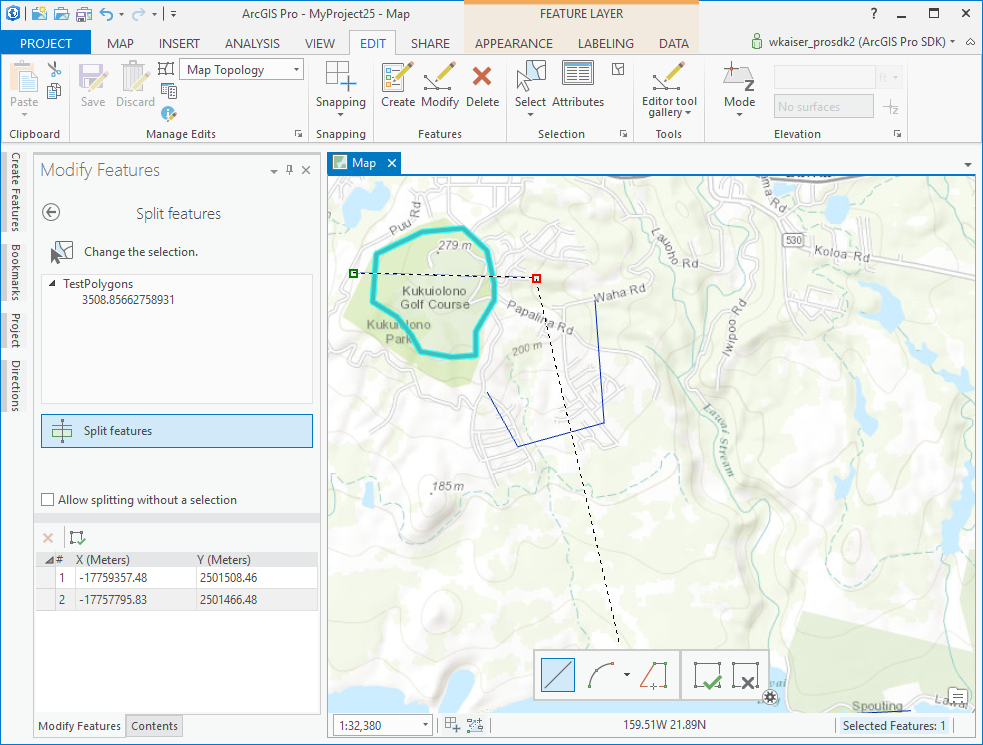 ArcGIS Pro - MyProject25 - Map
FEATURE LAYER
?
PROJECT MAP INSERT ANALYSIS VIEW EDIT SHARE APPEARANCE LABELING DATA
wkaiser_prosdk2 (ArcGIS Pro SDK)
Paste
Save
Discard
Map Topology
Snapping
Create
Modify
Delete
Select
Attributes
Editor tool
gallery
Mode
ft
No surfaces
Clipboard
Manage Edits
Snapping
Features
Selection
Tools
Elevation
Create Features
Bookmarks
Project
Directions
Modify Features
Split features
Change the selection.
TestPolygons
3508.85662758931
Split features
Allow splitting without a selection
# X (Meters) Y (Meters)
1 -17759357.48 2501508.46
2 -17757795.83 2501466.48
Modify Features
Contents
Map
Puu Rd
279 m
Kukuiolono
Golf Course
Kukuiolono
Park
Papalina Rd
Waha Rd
200 m
185 m
Lauoho Rd
530
Koloa Rd
Iwipoo Rd
Lawai Stream
Spouting
1:32,380
159.51W 21.89N
Selected Features: 1